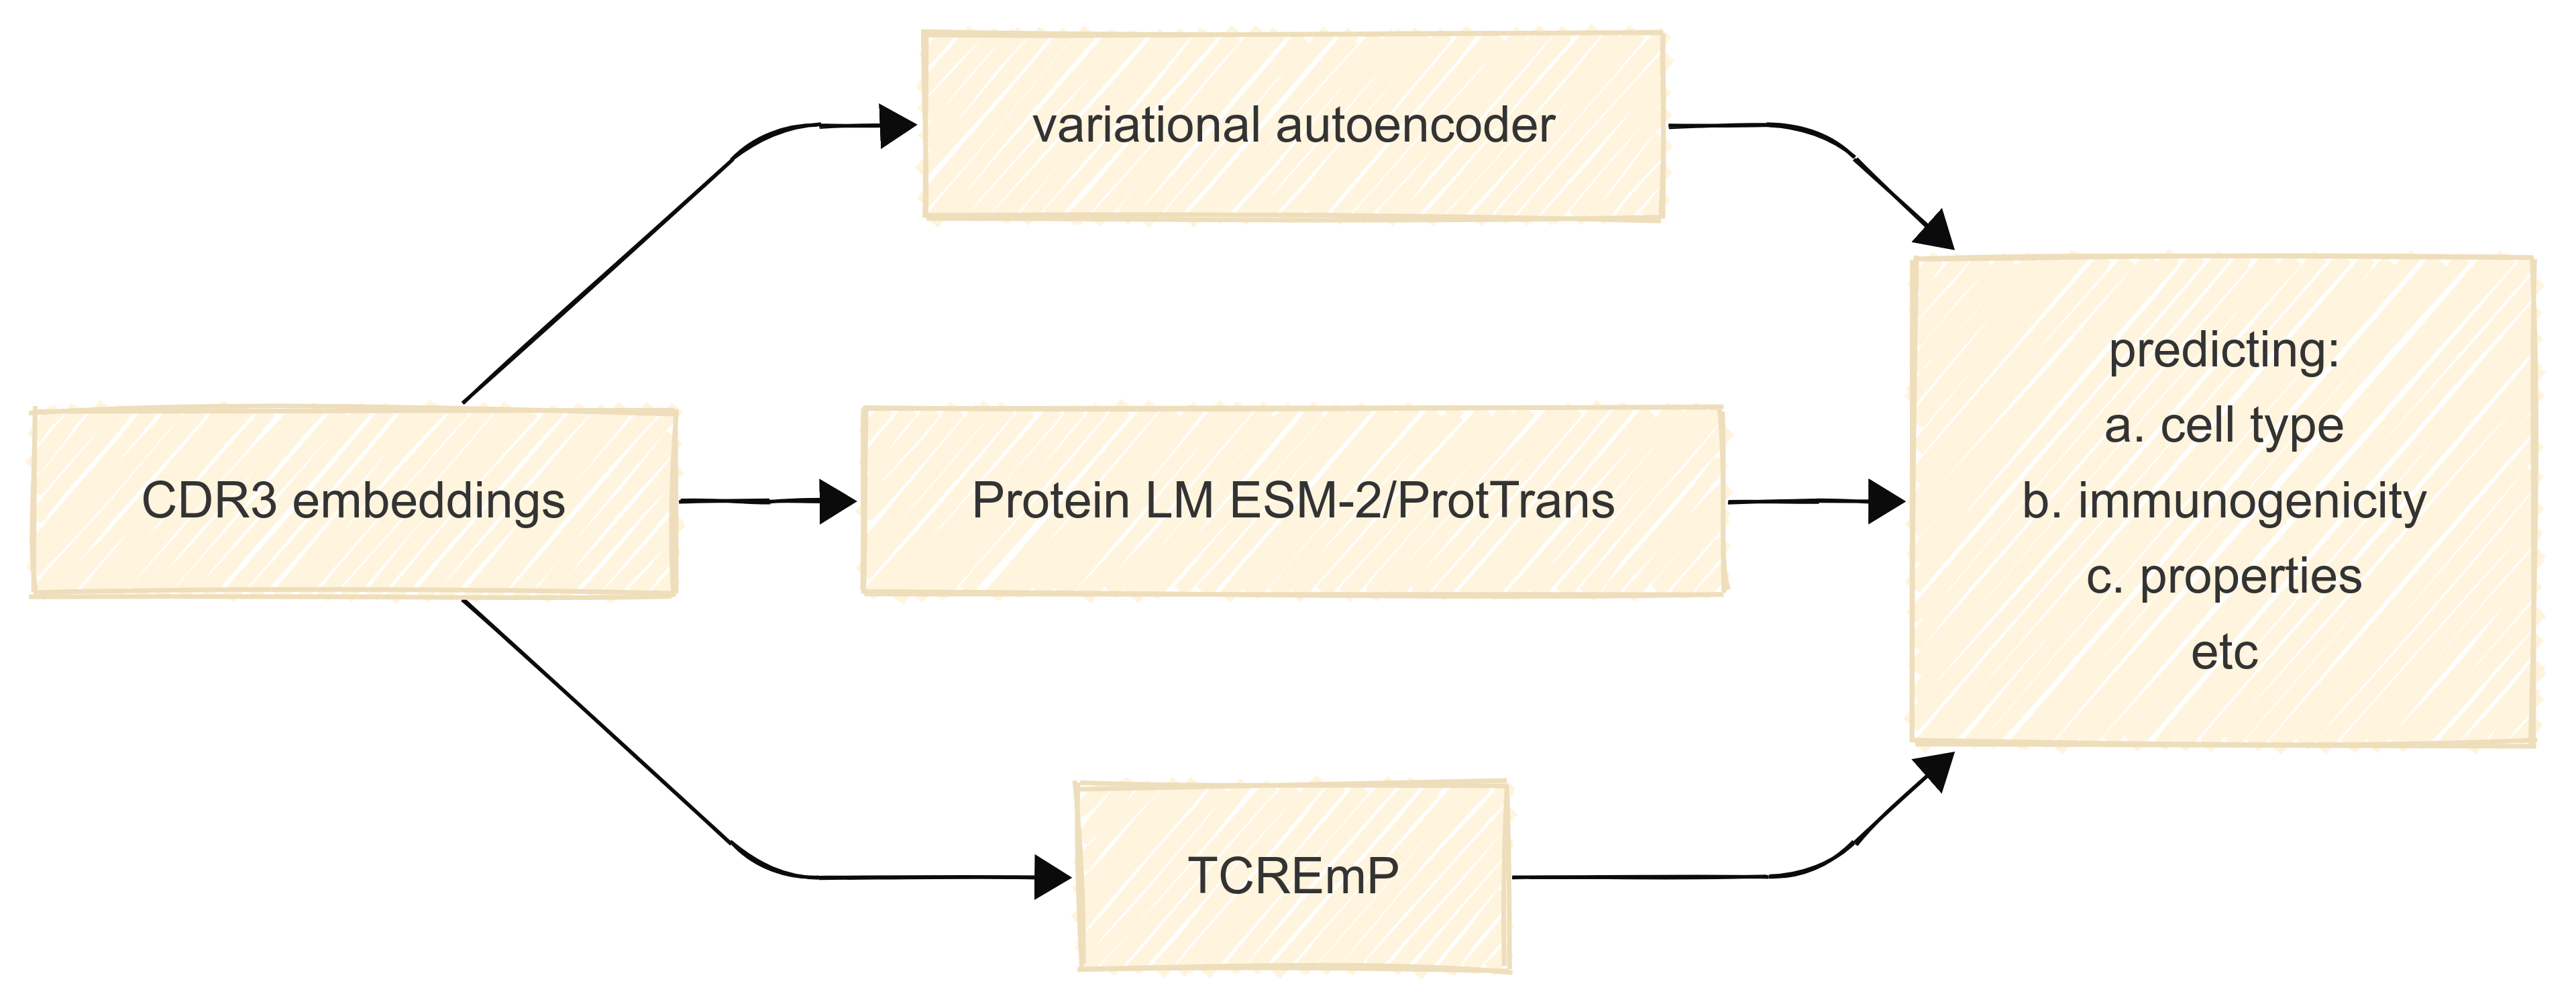 variational autoencoder
CDR3 embeddings
Protein LM ESM-2/ProtTrans
TCREmP
predicting:
a. cell type
b. immunogenicity
c. properties
etc